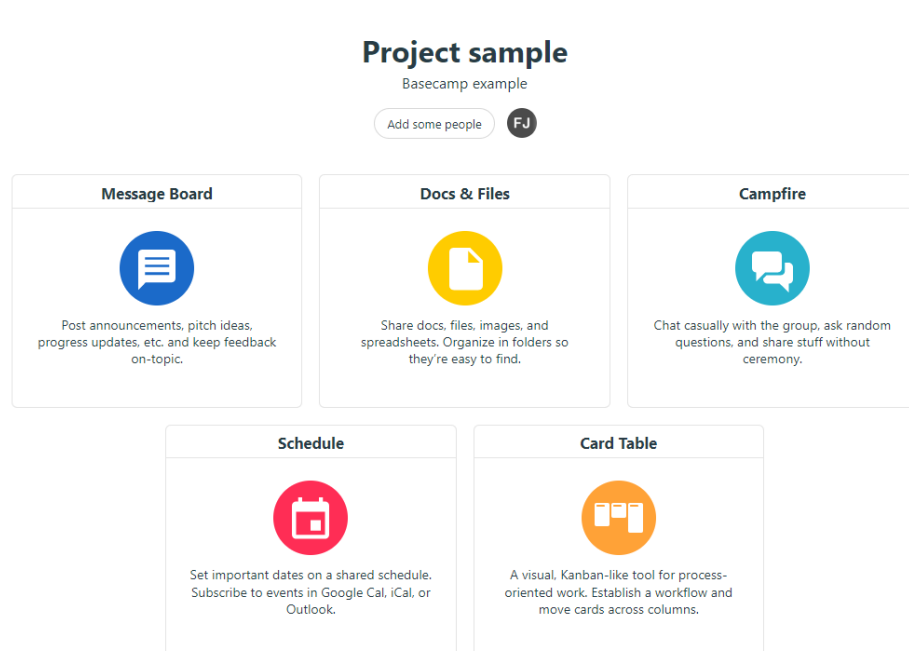 Project sample
Basecamp example
Add some people
FJ
Message Board
Docs & Files
Campfire
Post announcements, pitch ideas,
progress updates, etc. and keep feedback
on-topic.
Share docs, files, images, and
spreadsheets. Organize in folders so
they're easy to find.
Chat casually with the group, ask random
questions, and share stuff without
ceremony.
Schedule
Card Table
Set important dates on a shared schedule.
Subscribe to events in Google Cal, iCal, or
Outlook.
A visual, Kanban-like tool for process-
oriented work. Establish a workflow and
move cards across columns.